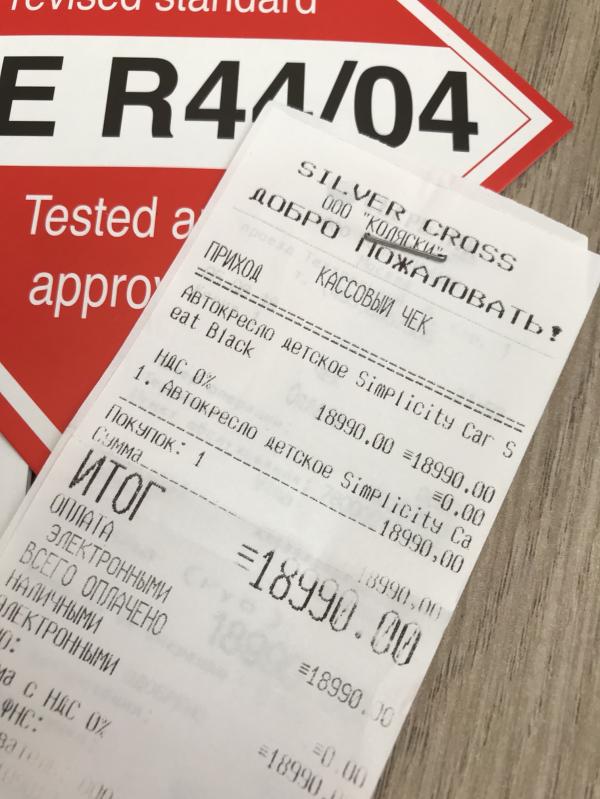 revised standard
E R44/04
Tested a
approv
SILVER CROSS
ООО "КОЛЯСКИ"
ДОБРО ПОЖАЛОВАТЬ!
КАССОВЫЙ ЧЕК
ПРИХОД
Автокресло детское Simplicity Car S
eat Black
18990.00 =18990.00
НДС 0% =0.00
1. Автокресло детское Simplicity Ca
18990,00
Покупок: 1
Сумма 18990,00
ИТОГ =18990.00
ОПЛАТА
ЭЛЕКТРОННЫМИ =18990.00
ВСЕГО ОПЛАЧЕНО
НАЛИЧНЫМИ =0.00
ЭЛЕКТРОННЫМИ =18990.
НДС 0%
ФНС: